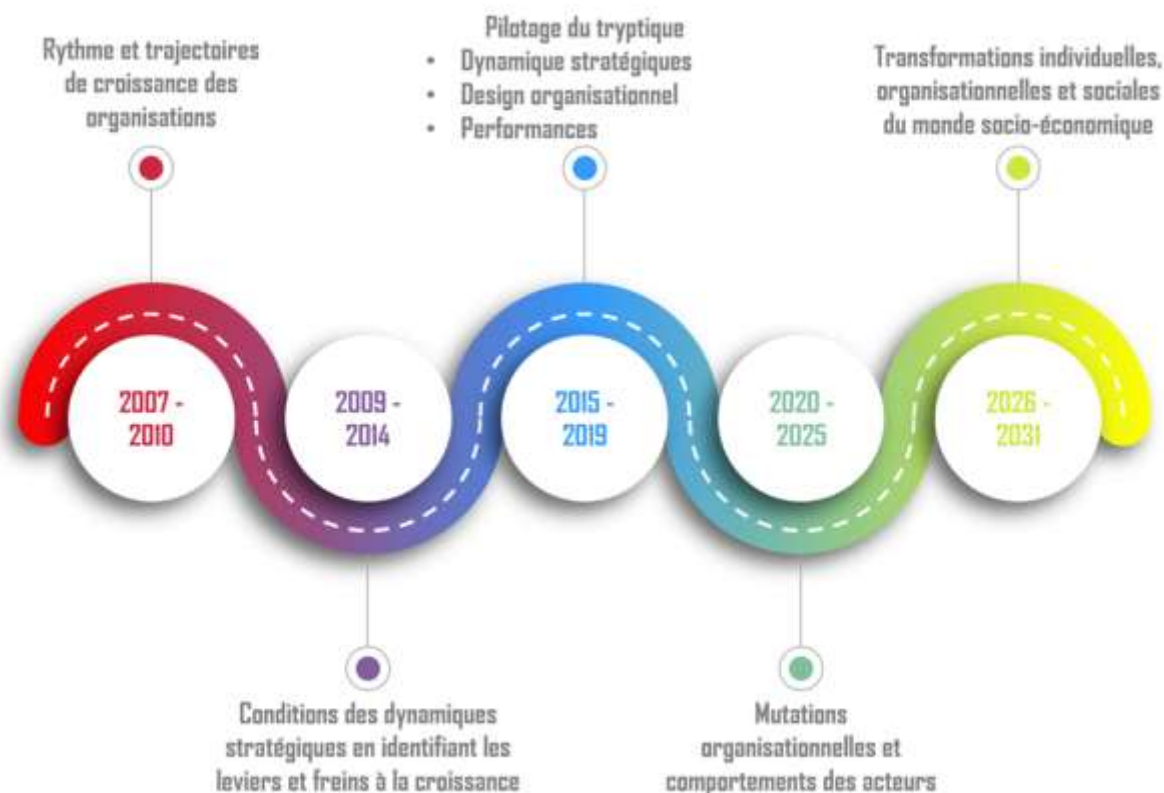 Rythme et trajectoires
de croissance des
organisations
Pilotage du tryptique
• Dynamique stratégiques
• Design organisationnel
• Performances
Transformations individuelles,
organisationnelles et sociales
du monde socio-économique
2007 -
2010
2009 -
2014
2015 -
2019
2020 -
2025
2026 -
2031
Conditions des dynamiques
stratégiques en identifiant les
leviers et freins à la croissance
Mutations
organisationnelles et
comportements des acteurs